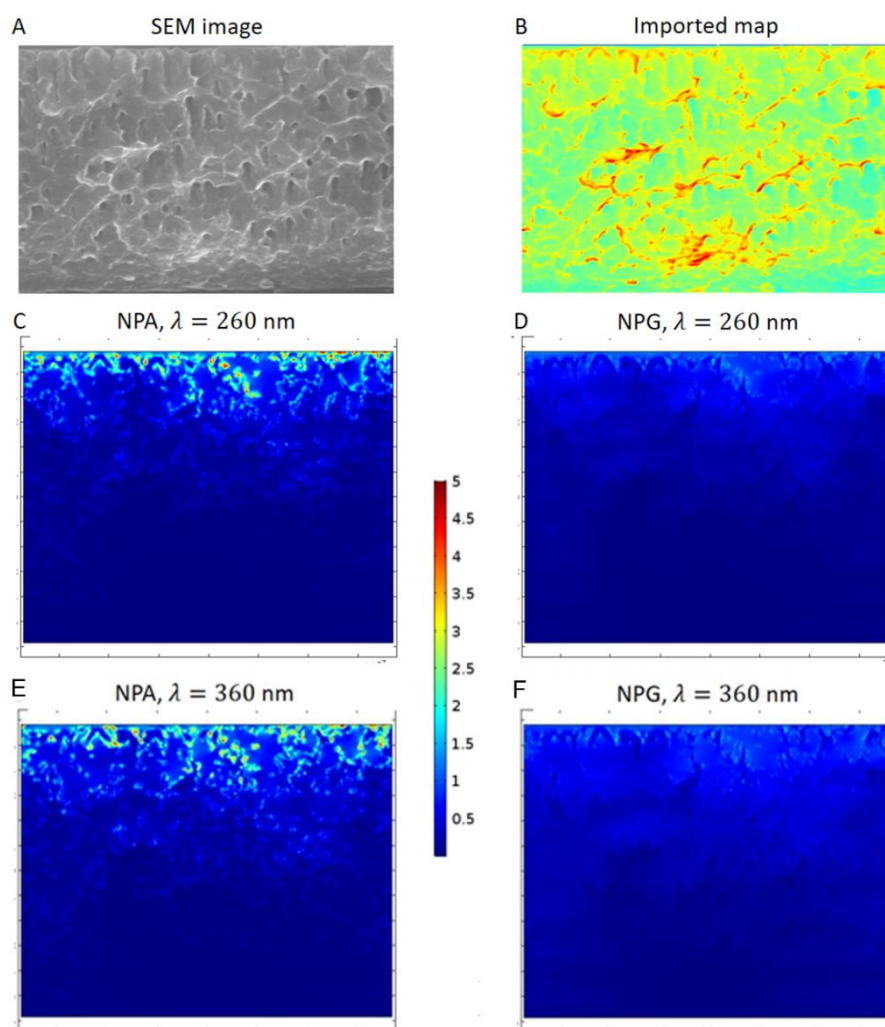 A SEM image
B Imported map
C NPA, λ = 260 nm
D NPG, λ = 260 nm
5
4.5
4
3.5
3
2.5
2
1.5
1
0.5
E NPA, λ = 360 nm
F NPG, λ = 360 nm